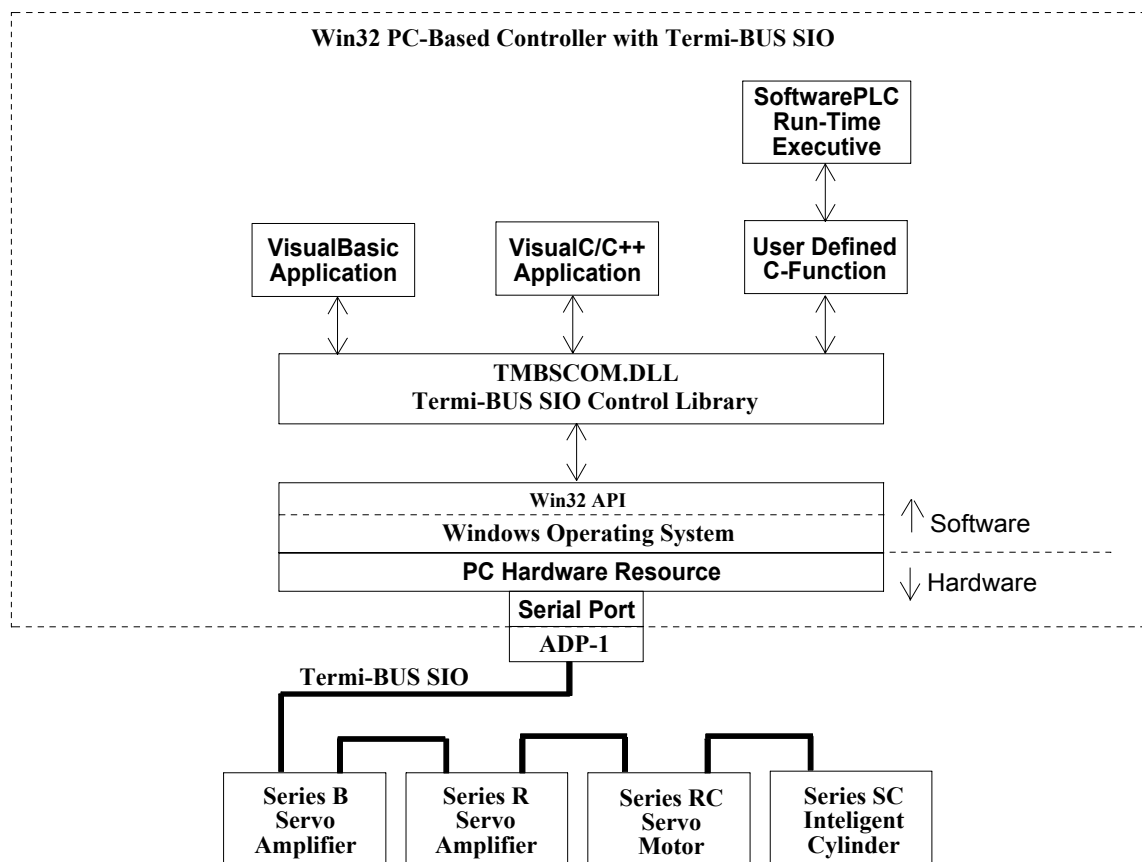 Win32 PC-Based Controller with Termi-BUS SIO
SoftwarePLC
Run-Time
Executive
VisualBasic
Application
VisualC/C++
Application
User Defined
C-Function
TMBSCOM.DLL
Termi-BUS SIO Control Library
Win32 API
Windows Operating System
Software
PC Hardware Resource
Hardware
Serial Port
ADP-1
Termi-BUS SIO
Series B
Servo
Amplifier
Series R
Servo
Amplifier
Series RC
Servo
Motor
Series SC
Inteligent
Cylinder